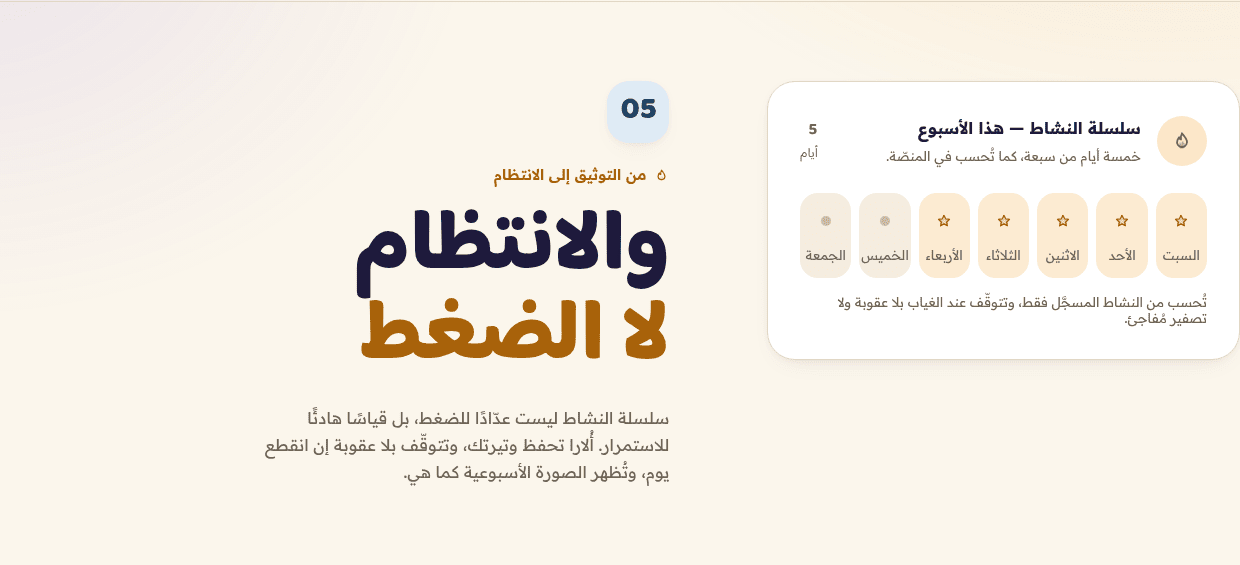 سلسلة النشاط — هذا الأسبوع
خمسة أيام من سبعة، كما تُحسب في المنصّة.
5
أيام
السبت
الأحد
الاثنين
الثلاثاء
الأربعاء
الخميس
الجمعة
تُحسب من النشاط المسجَّل فقط، وتتوقّف عند الغياب بلا عقوبة ولا
تصفير مُفاجئ.
05
من التوثيق إلى الانتظام
والانتظام
لا الضغط
سلسلة النشاط ليست عدّادًا للضغط، بل قياسًا هادئًا
للاستمرار. ألارا تحفظ وتيرتك، وتتوقّف بلا عقوبة إن انقطع
يوم، وتُظهر الصورة الأسبوعية كما هي.